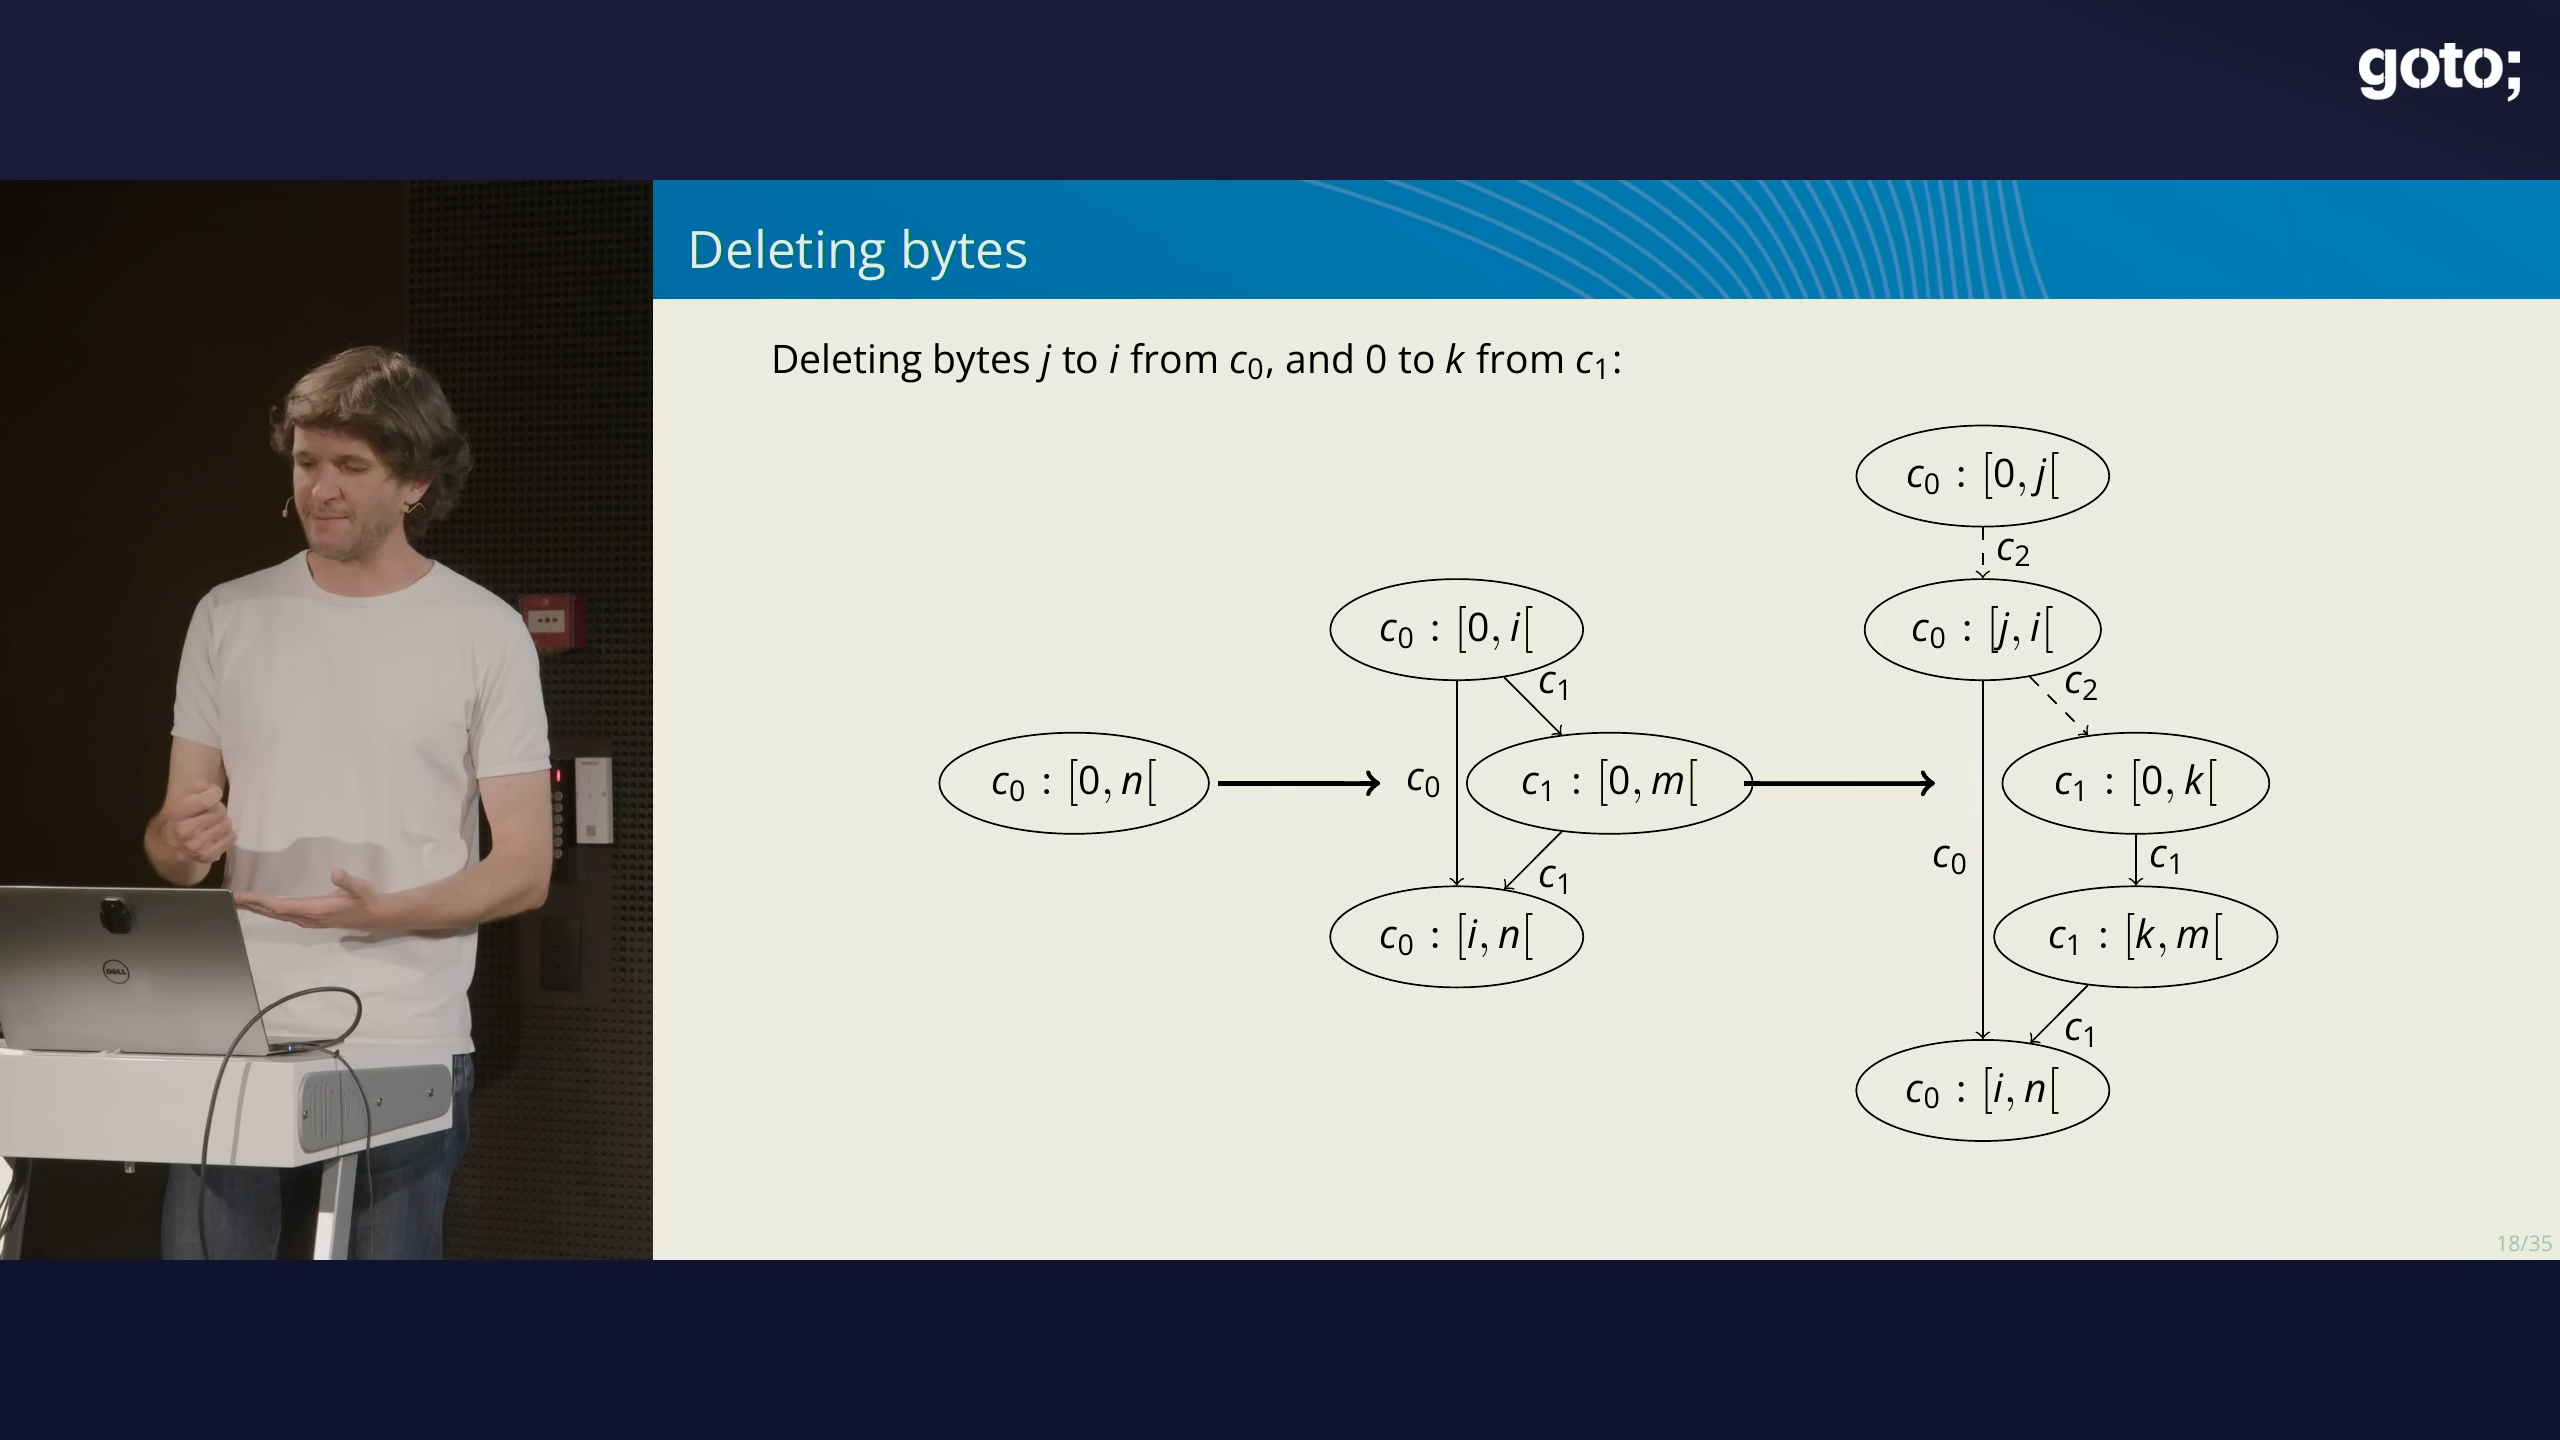 goto;
Deleting bytes
Deleting bytes j to i from c₀, and 0 to k from c₁:
c₀ : [0, j[
c₂
c₀ : [0, i[
c₀ : [j, i[
c₁
c₂
c₀ : [0, n[
c₀
c₁ : [0, m[
c₁ : [0, k[
c₀
c₁
c₁
c₀ : [i, n[
c₁ : [k, m[
c₁
c₀ : [i, n[
DELL
18/35